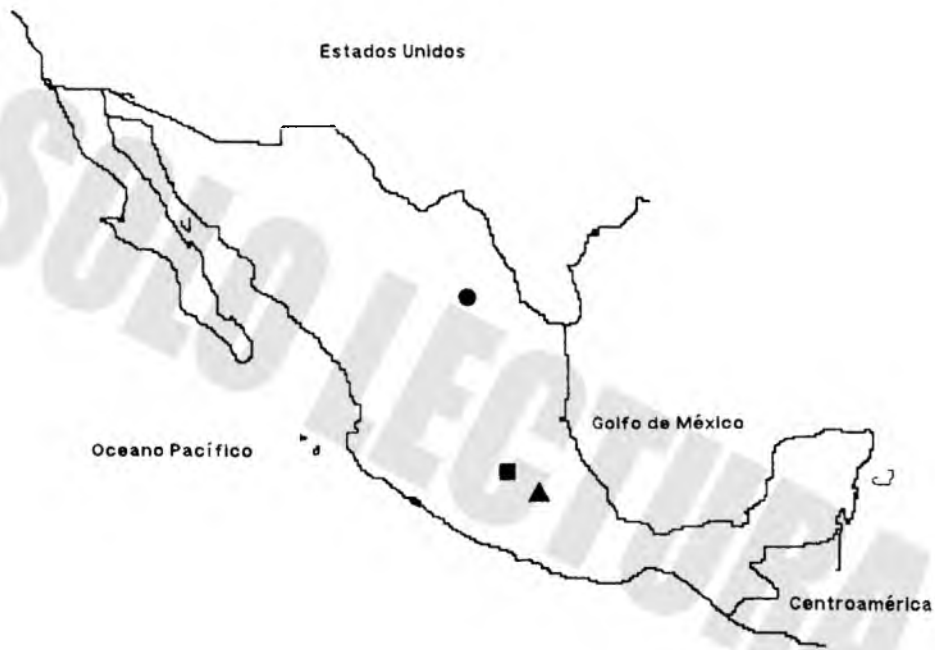 Estados Unidos
Golfo de México
Oceano Pacífico
Centroamérica
SOLO LECTURA